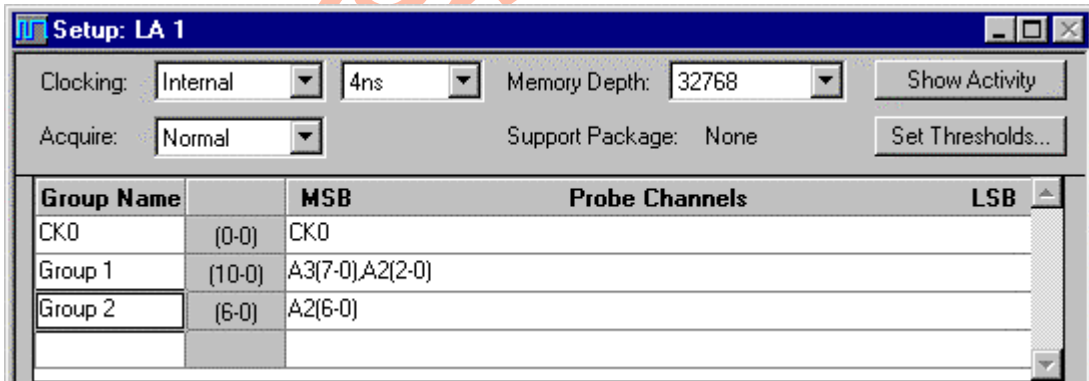 Setup: LA 1
Clocking: Internal 4ns Memory Depth: 32768 Show Activity
Acquire: Normal Support Package: None Set Thresholds...
Group Name MSB Probe Channels LSB
CK0 (0-0) CK0
Group 1 (10-0) A3(7-0),A2(2-0)
Group 2 (6-0) A2(6-0)